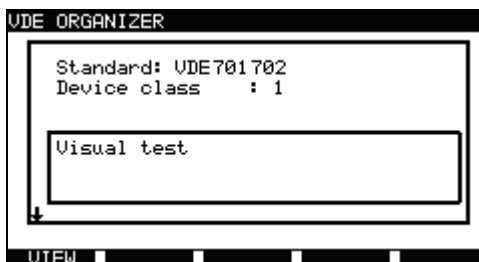 VDE ORGANIZER
Standard: VDE701702
Device class : 1
Visual test
VIEW